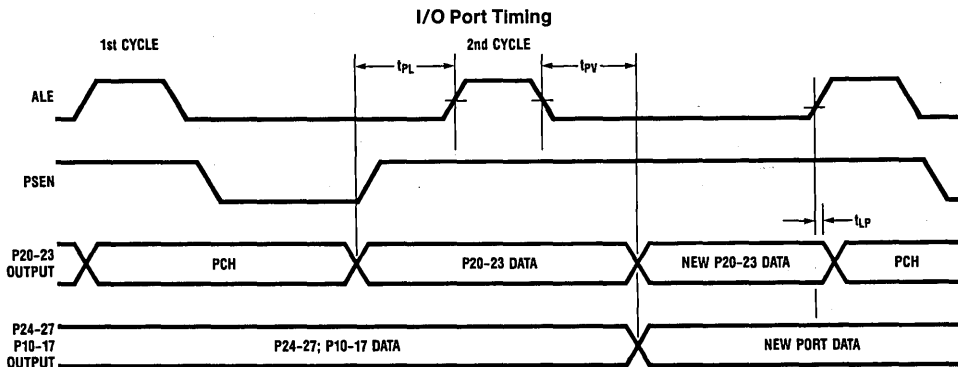 I/O Port Timing
1st CYCLE
2nd CYCLE
tPL
tPV
ALE
PSEN
tLP
P20-23
OUTPUT
PCH
P20-23 DATA
NEW P20-23 DATA
PCH
P24-27
P10-17
OUTPUT
P24-27; P10-17 DATA
NEW PORT DATA